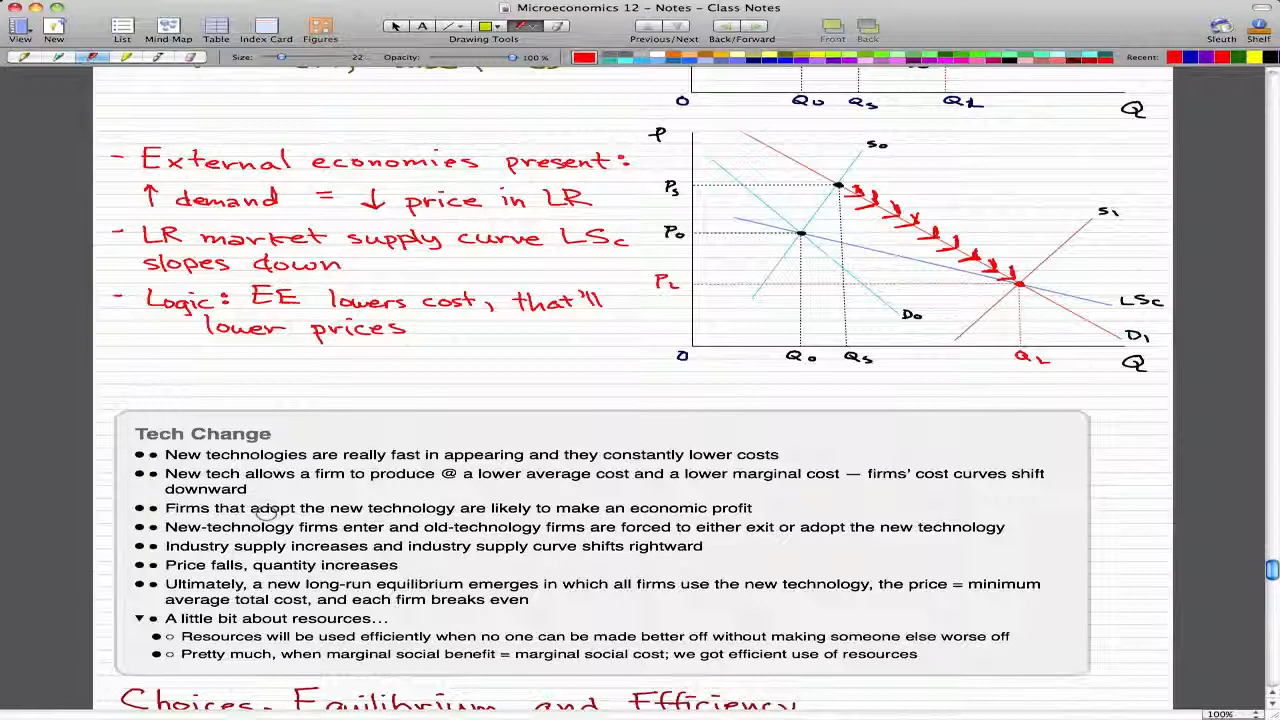 Microeconomics 12 - Notes - Class Notes
View New List Mind Map Table Index Card Figures Drawing Tools Previous/Next Back/Forward Front Back Sleuth Shelf
Size: 22 Opacity: 100 % Recent:
0 Q0 Qs QL Q
- External economies present:
↑ demand = ↓ price in LR
- LR market supply curve LSc
slopes down
- Logic: EE lowers cost, that'll
lower prices
P
S0
Ps
S1
P0
PL
LSc
D0
D1
0 Q0 Qs QL Q
Tech Change
•• New technologies are really fast in appearing and they constantly lower costs
•• New tech allows a firm to produce @ a lower average cost and a lower marginal cost — firms' cost curves shift
downward
•• Firms that adopt the new technology are likely to make an economic profit
•• New-technology firms enter and old-technology firms are forced to either exit or adopt the new technology
•• Industry supply increases and industry supply curve shifts rightward
•• Price falls, quantity increases
•• Ultimately, a new long-run equilibrium emerges in which all firms use the new technology, the price = minimum
average total cost, and each firm breaks even
▼• A little bit about resources…
•○ Resources will be used efficiently when no one can be made better off without making someone else worse off
•○ Pretty much, when marginal social benefit = marginal social cost; we got efficient use of resources
Choices, Equilibrium and Efficiency
100%